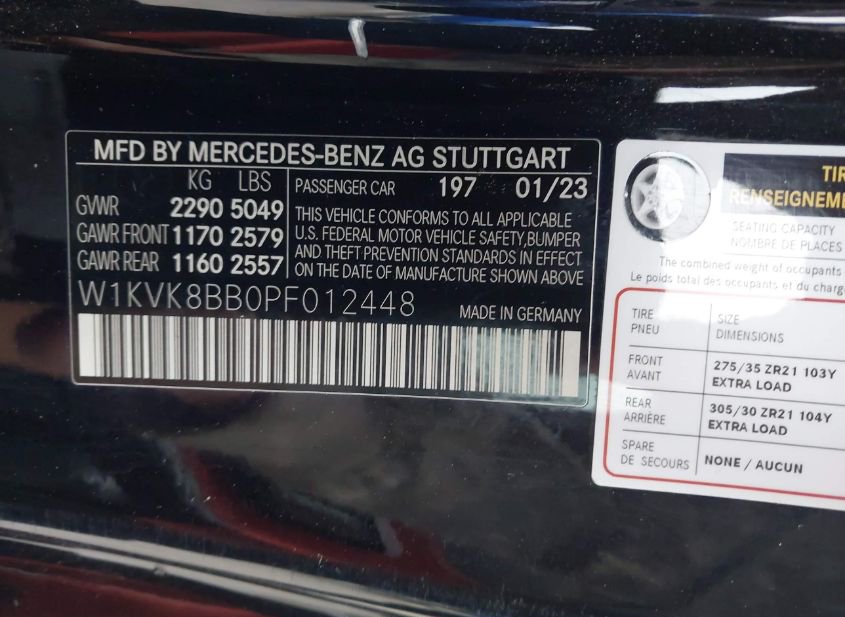 MFD BY MERCEDES-BENZ AG STUTTGART
KG LBS
GVWR 2290 5049
GAWR FRONT 1170 2579
GAWR REAR 1160 2557
PASSENGER CAR 197 01/23
THIS VEHICLE CONFORMS TO ALL APPLICABLE
U.S. FEDERAL MOTOR VEHICLE SAFETY,BUMPER
AND THEFT PREVENTION STANDARDS IN EFFECT
ON THE DATE OF MANUFACTURE SHOWN ABOVE
W1KVK8BB0PF012448 MADE IN GERMANY
TIR
RENSEIGNEME
SEATING CAPACITY
NOMBRE DE PLACES
The combined weight of occupants
Le poids total des occupants et du charg
TIRE SIZE
PNEU DIMENSIONS
FRONT 275/35 ZR21 103Y
AVANT EXTRA LOAD
REAR 305/30 ZR21 104Y
ARRIÈRE EXTRA LOAD
SPARE
DE SECOURS NONE / AUCUN